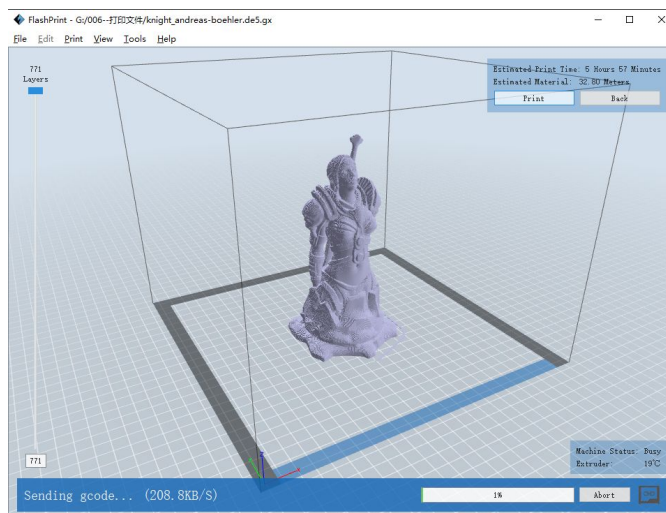 FlashPrint - G:/006--打印文件/knight_andreas-boehler.de5.gx
File Edit Print View Tools Help
771
Layers
Estimated Print Time: 5 Hours 57 Minutes
Estimated Material: 32.80 Meters
Print Back
771
Machine Status: Busy
Extruder: 19℃
Sending gcode... (208.8KB/S)
1% Abort